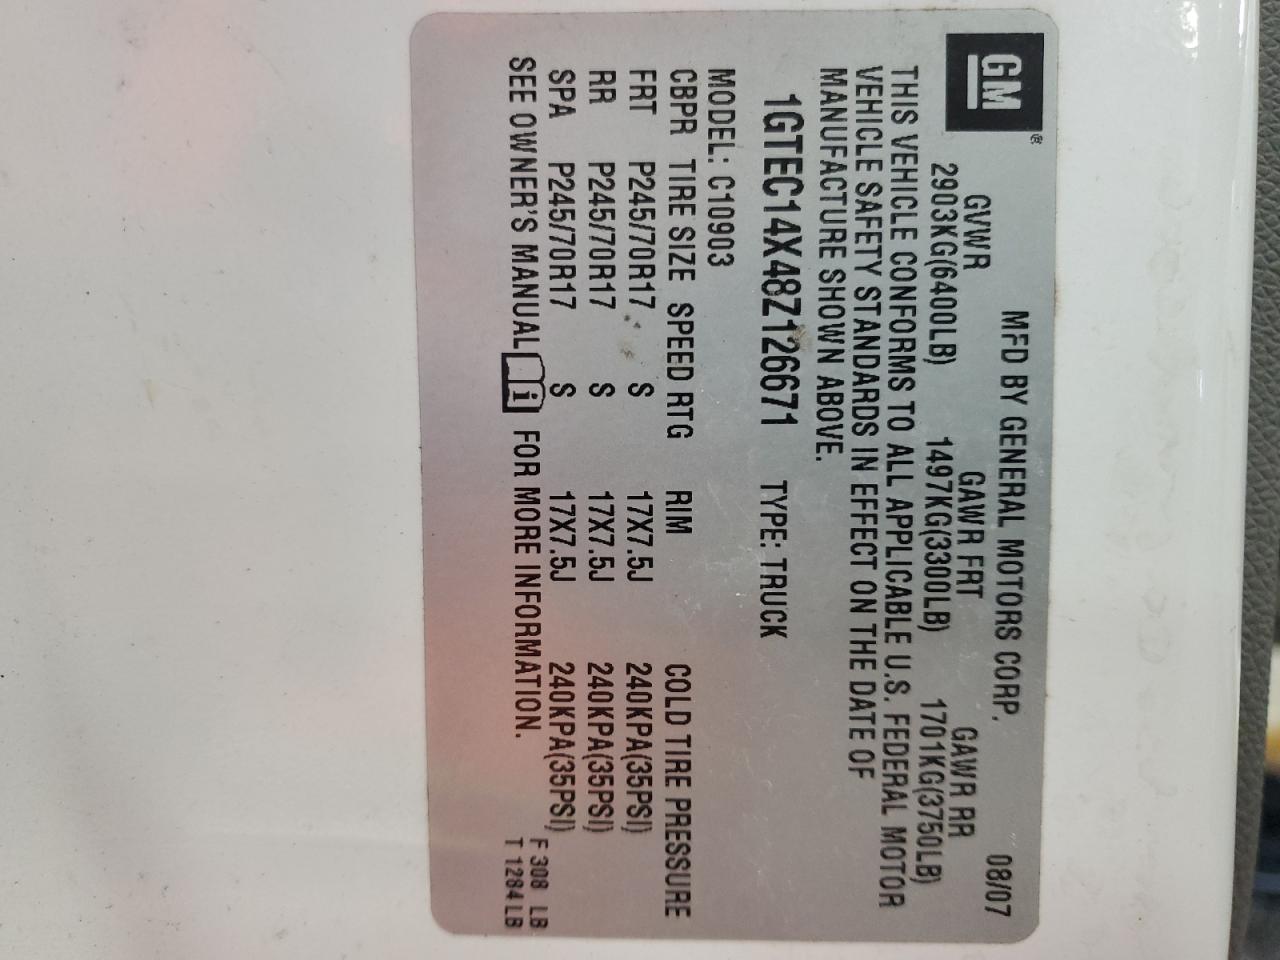 GM®
MFD BY GENERAL MOTORS CORP. 08/07
GVWR GAWR FRT GAWR RR
2903KG(6400LB) 1497KG(3300LB) 1701KG(3750LB)
THIS VEHICLE CONFORMS TO ALL APPLICABLE U.S. FEDERAL MOTOR
VEHICLE SAFETY STANDARDS IN EFFECT ON THE DATE OF
MANUFACTURE SHOWN ABOVE.
1GTEC14X48Z126671 TYPE: TRUCK
MODEL: C10903
CBPR TIRE SIZE SPEED RTG RIM COLD TIRE PRESSURE
FRT P245/70R17 S 17X7.5J 240KPA(35PSI)
RR P245/70R17 S 17X7.5J 240KPA(35PSI)
SPA P245/70R17 S 17X7.5J 240KPA(35PSI)
SEE OWNER'S MANUAL i FOR MORE INFORMATION.
F 308 LB
T 1284 LB